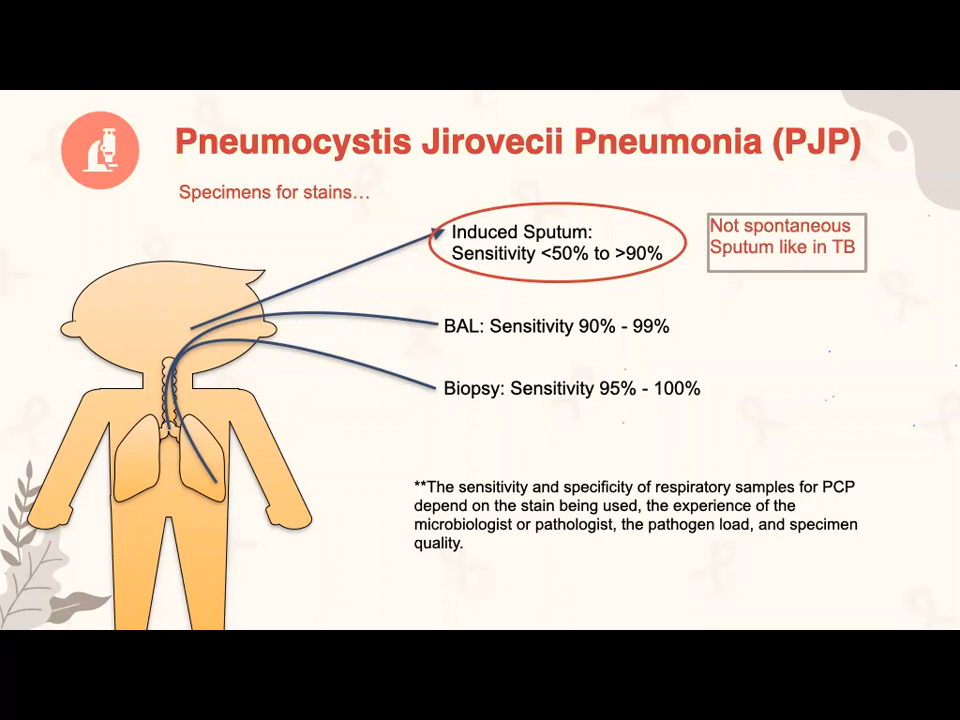 Pneumocystis Jirovecii Pneumonia (PJP)
Specimens for stains…
Induced Sputum:
Sensitivity <50% to >90%
Not spontaneous
Sputum like in TB
BAL: Sensitivity 90% - 99%
Biopsy: Sensitivity 95% - 100%
**The sensitivity and specificity of respiratory samples for PCP
depend on the stain being used, the experience of the
microbiologist or pathologist, the pathogen load, and specimen
quality.